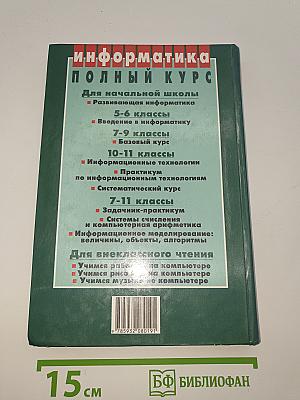 информатика
ПОЛНЫЙ КУРС
Для начальной школы
Развивающая информатика
5-6 классы
Введение в информатику
7-9 классы
Базовый курс
10-11 классы
Информационные технологии
Практикум
по информационным технологиям
Систематический курс
7-11 классы
Задачник-практикум
Системы счисления
и компьютерная арифметика
Информационное моделирование:
величины, объекты, алгоритмы
Для внеклассного чтения
Учимся на компьютере
Учимся на компьютере
Учимся компьютере
9 785932 080191
15 см
БФ БИБЛИОФАН